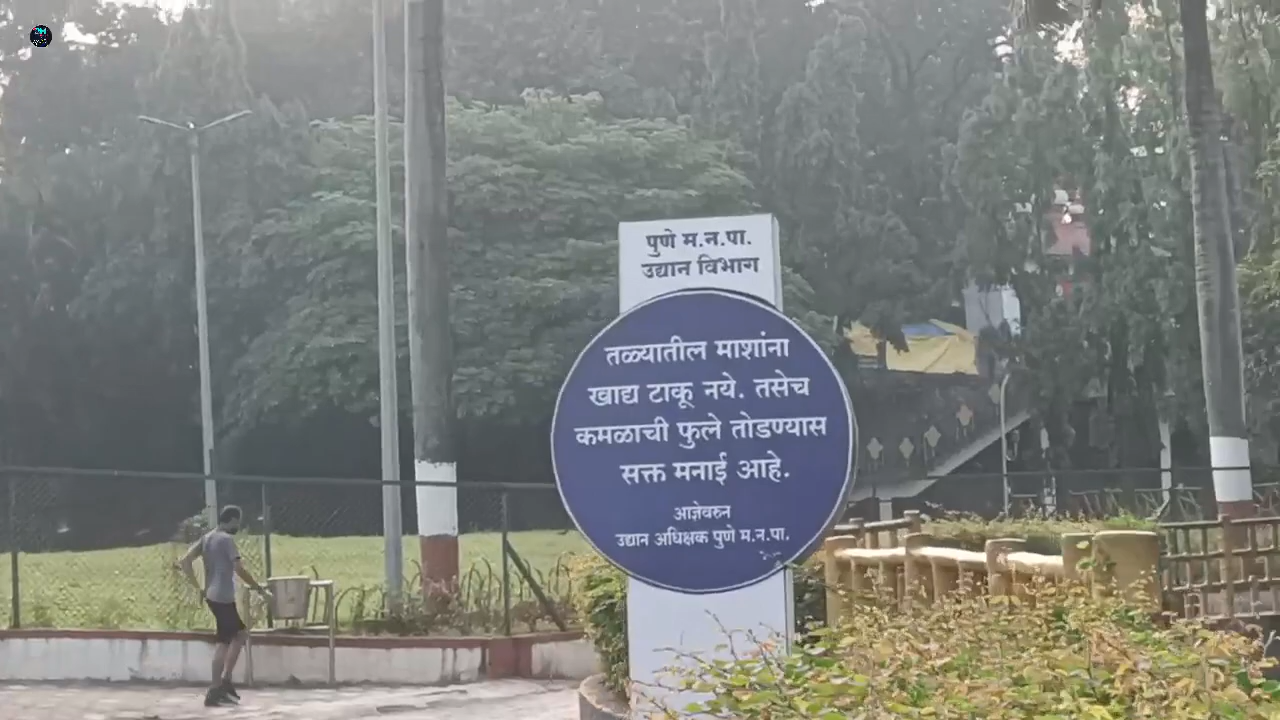 पुणे म.न.पा.
उद्यान विभाग
तळ्यातील माशांना
खाद्य टाकू नये. तसेच
कमळाची फुले तोडण्यास
सक्त मनाई आहे.
आज्ञेवरुन
उद्यान अधिक्षक पुणे म.न.पा.